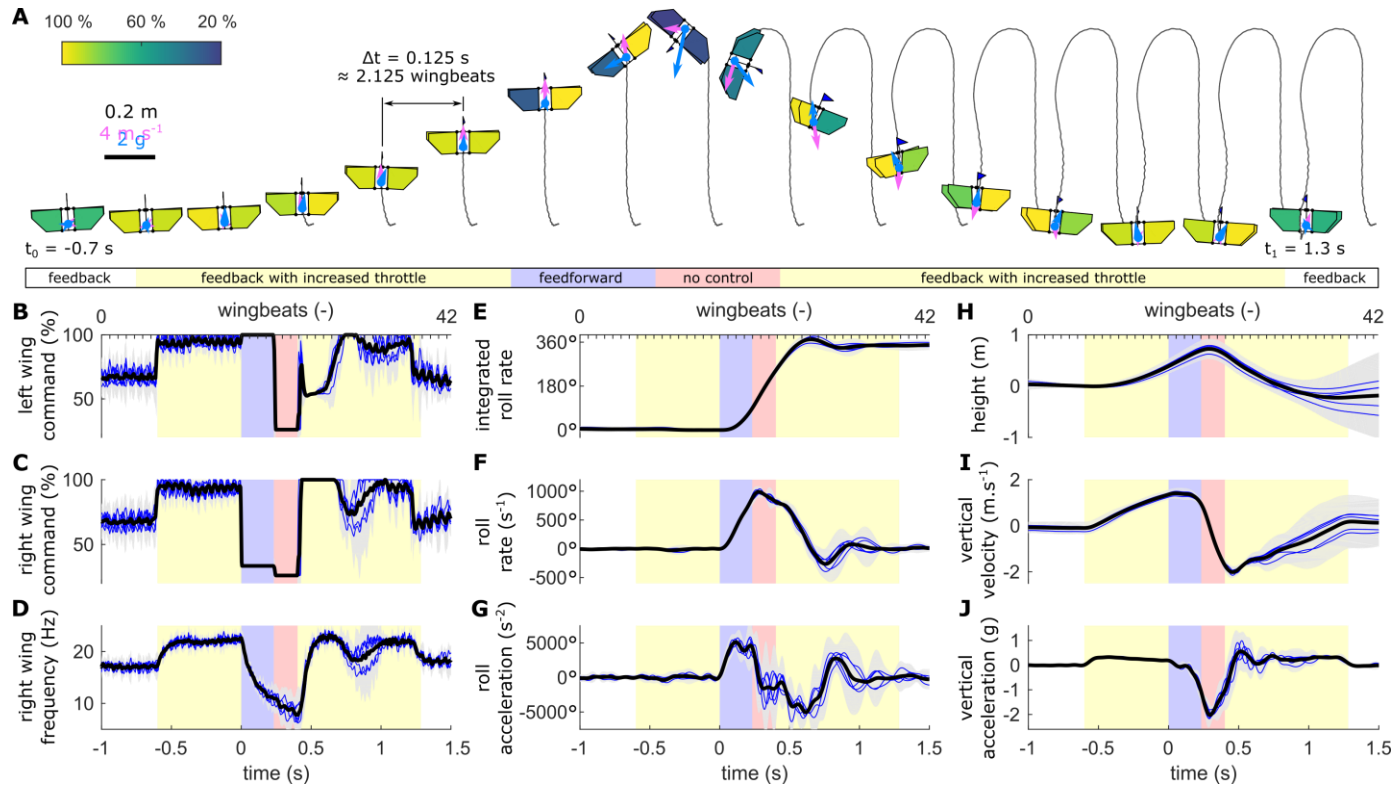 A
100 %
60 %
20 %
Δt = 0.125 s
≈ 2.125 wingbeats
0.2 m
4 m s⁻¹
2 g
t₀ = -0.7 s
t₁ = 1.3 s
feedback
feedback with increased throttle
feedforward
no control
feedback with increased throttle
feedback
B
0
wingbeats (-)
42
left wing
command (%)
100
50
C
right wing
command (%)
100
50
D
right wing
frequency (Hz)
20
10
-1
-0.5
0
0.5
1
1.5
time (s)
E
0
wingbeats (-)
42
integrated
roll rate
360°
180°
0°
F
roll
rate (s⁻¹)
1000°
500°
0°
-500°
G
roll
acceleration (s⁻²)
5000°
0°
-5000°
-1
-0.5
0
0.5
1
1.5
time (s)
H
0
wingbeats (-)
42
height
(m)
1
0
-1
I
vertical
velocity (m.s⁻¹)
2
0
-2
J
vertical
acceleration (g)
1
0
-1
-2
-1
-0.5
0
0.5
1
1.5
time (s)